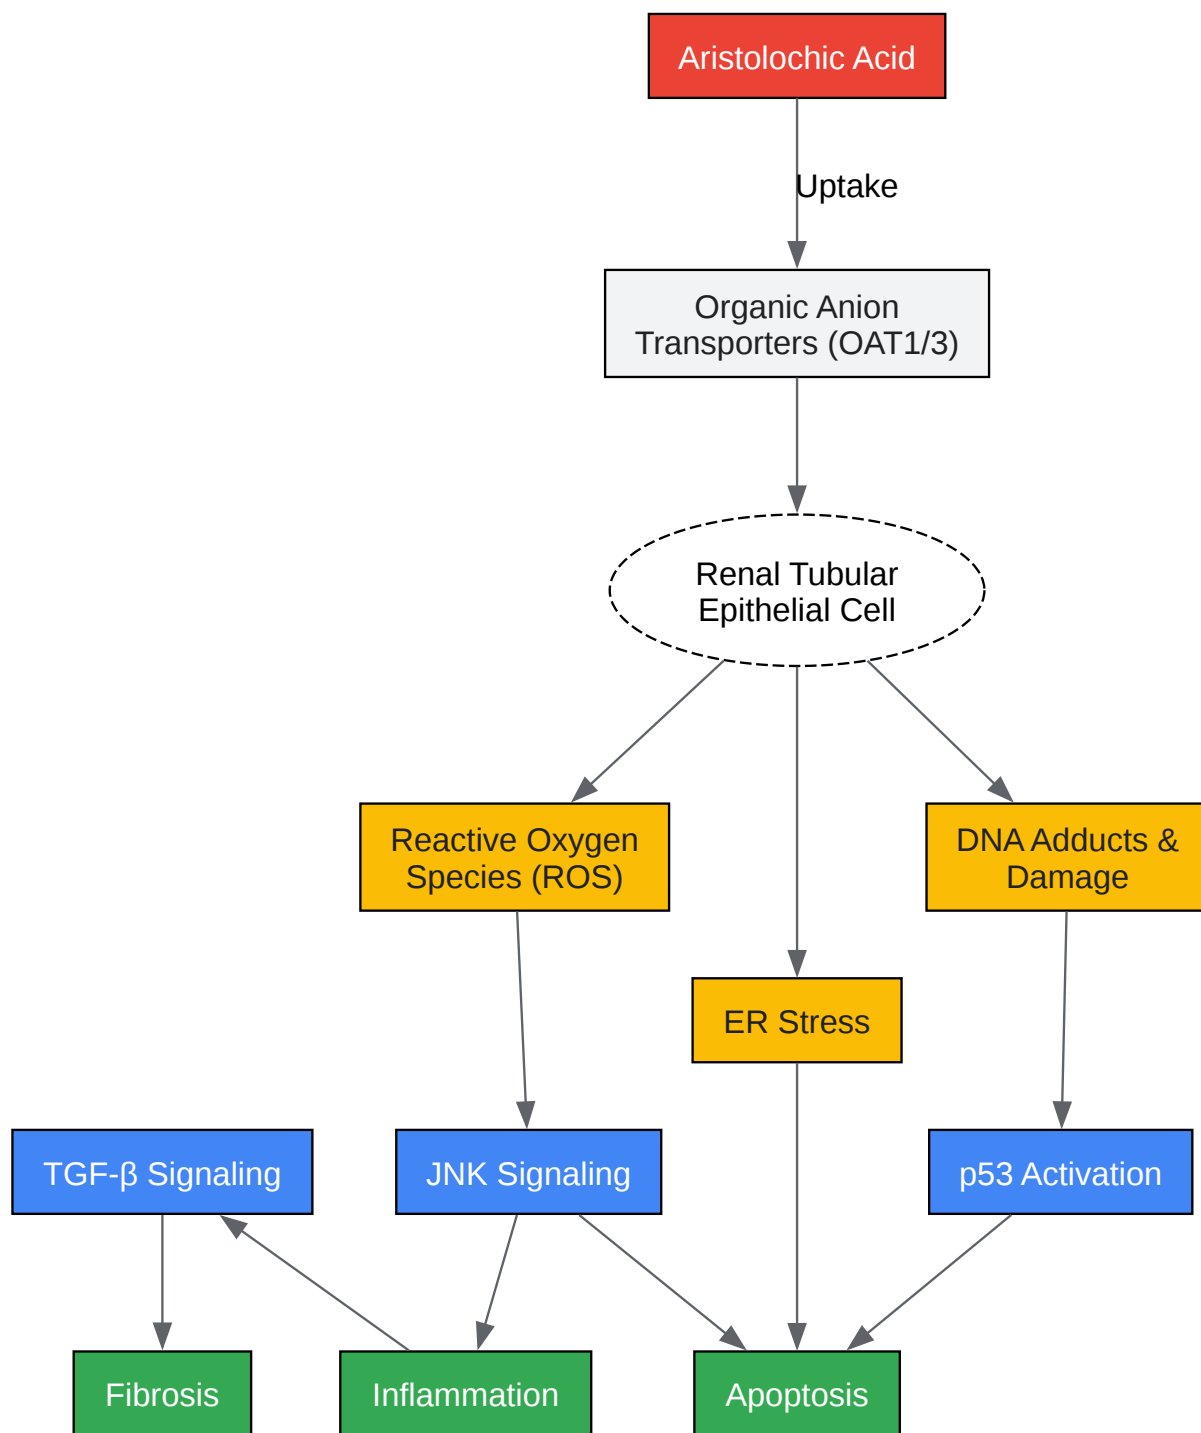 Aristolochic Acid
Uptake
Organic Anion
Transporters (OAT1/3)
Renal Tubular
Epithelial Cell
Reactive Oxygen
Species (ROS)
DNA Adducts &
Damage
ER Stress
TGF-β Signaling
JNK Signaling
p53 Activation
Fibrosis
Inflammation
Apoptosis